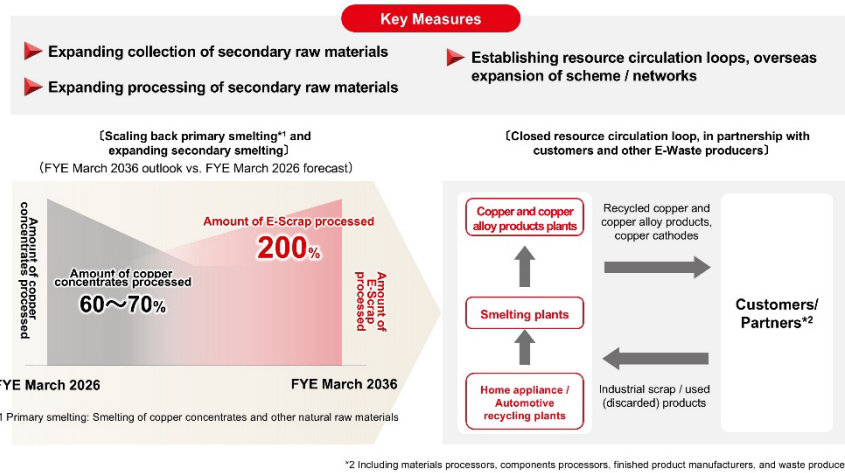 Key Measures
Expanding collection of secondary raw materials
Expanding processing of secondary raw materials
Establishing resource circulation loops, overseas
expansion of scheme / networks
〔Scaling back primary smelting*1 and
expanding secondary smelting〕
(FYE March 2036 outlook vs. FYE March 2026 forecast)
Amount of copper
concentrates processed
Amount of E-Scrap processed
200%
Amount of copper
concentrates processed
60～70%
Amount of
E-Scrap
processed
FYE March 2026
FYE March 2036
1 Primary smelting: Smelting of copper concentrates and other natural raw materials
〔Closed resource circulation loop, in partnership with
customers and other E-Waste producers〕
Copper and copper
alloy products plants
Smelting plants
Home appliance /
Automotive
recycling plants
Recycled copper and
copper alloy products,
copper cathodes
Industrial scrap / used
(discarded) products
Customers/
Partners*2
*2 Including materials processors, components processors, finished product manufacturers, and waste produce